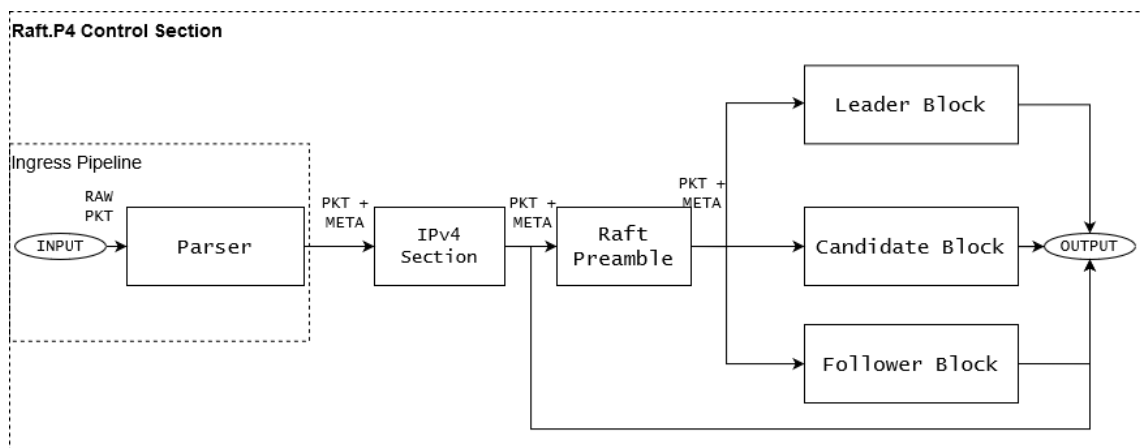 Raft.P4 Control Section
Ingress Pipeline
RAW
PKT
INPUT
Parser
PKT +
META
IPv4
Section
PKT +
META
Raft
Preamble
PKT +
META
Leader Block
Candidate Block
Follower Block
OUTPUT